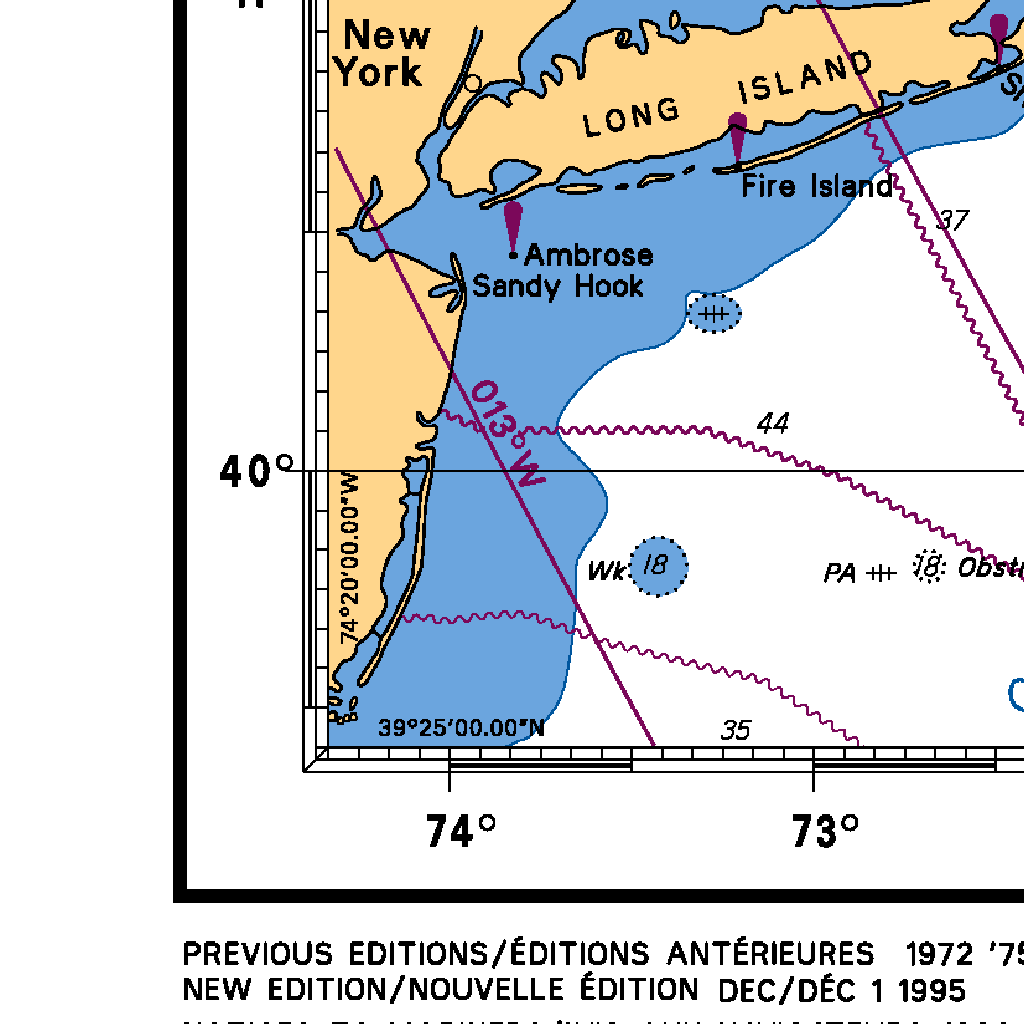 New
York
LONG ISLAND
Fire Island
37
Ambrose
Sandy Hook
013°W
44
40°
74°20'00.00"W
Wk 18
PA
18
39°25'00.00"N
35
74°
73°
PREVIOUS EDITIONS/ÉDITIONS ANTÉRIEURES 1972 '75
NEW EDITION/NOUVELLE ÉDITION DEC/DÉC 1 1995